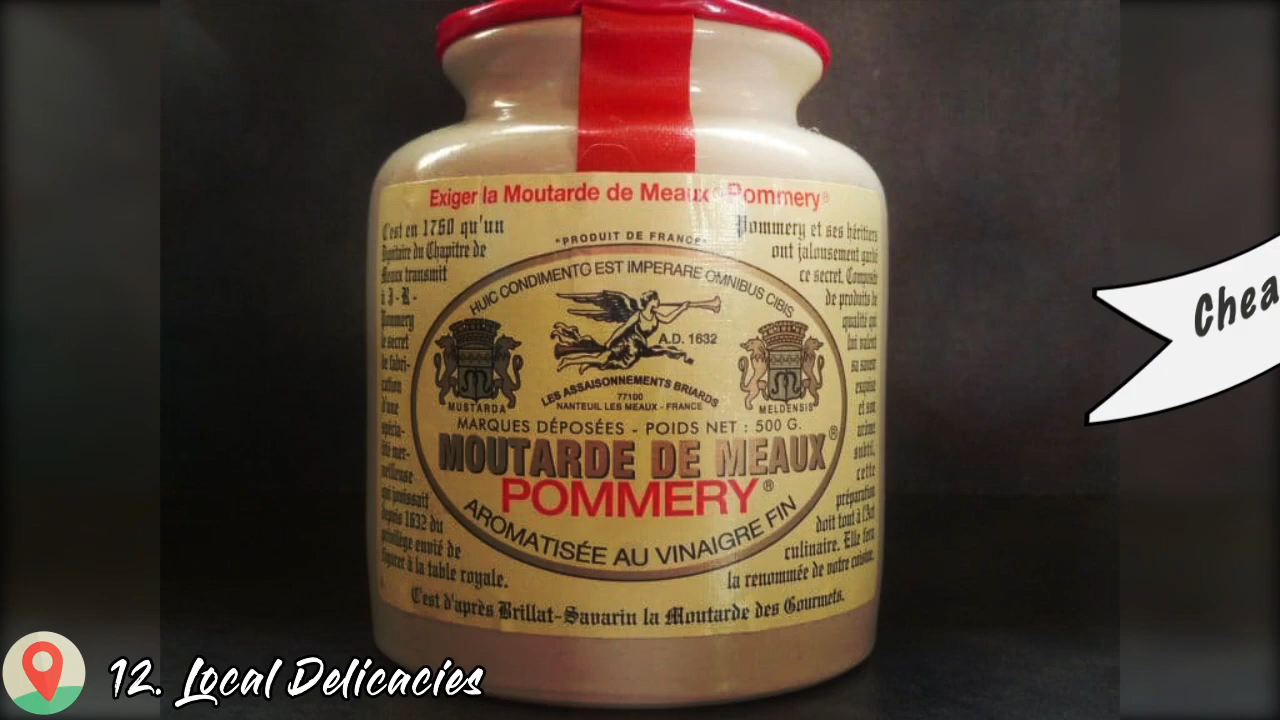 Exiger la Moutarde de Meaux® Pommery®
C'est en 1760 qu'un
Dignitaire du Chapitre de
Meaux transmit
à J-R-
Pommery
le secret
de fabri-
cation
d'une
spécia-
lité mer-
veilleuse
qui jouissait
depuis 1632 du
privilège envié de
figurer à la table royale.
"PRODUIT DE FRANCE"
HUIC CONDIMENTO EST IMPERARE OMNIBUS CIBIS
A.D. 1632
MUSTARDA
MELDENSIS
LES ASSAISONNEMENTS BRIARDS
77100
NANTEUIL LES MEAUX - FRANCE
MARQUES DÉPOSÉES - POIDS NET : 500 G.
MOUTARDE DE MEAUX®
POMMERY®
AROMATISÉE AU VINAIGRE FIN
Pommery et ses héritiers
ont jalousement gardé
ce secret. Composée
de produits de
qualité qui
lui valent
sa saveur
exquise
et son
arôme
subtil,
cette
préparation
doit tout à l'Art
culinaire. Elle fera
la renommée de votre cuisine.
C'est d'après Brillat-Savarin la Moutarde des Gourmets.
Chea
12. Local Delicacies